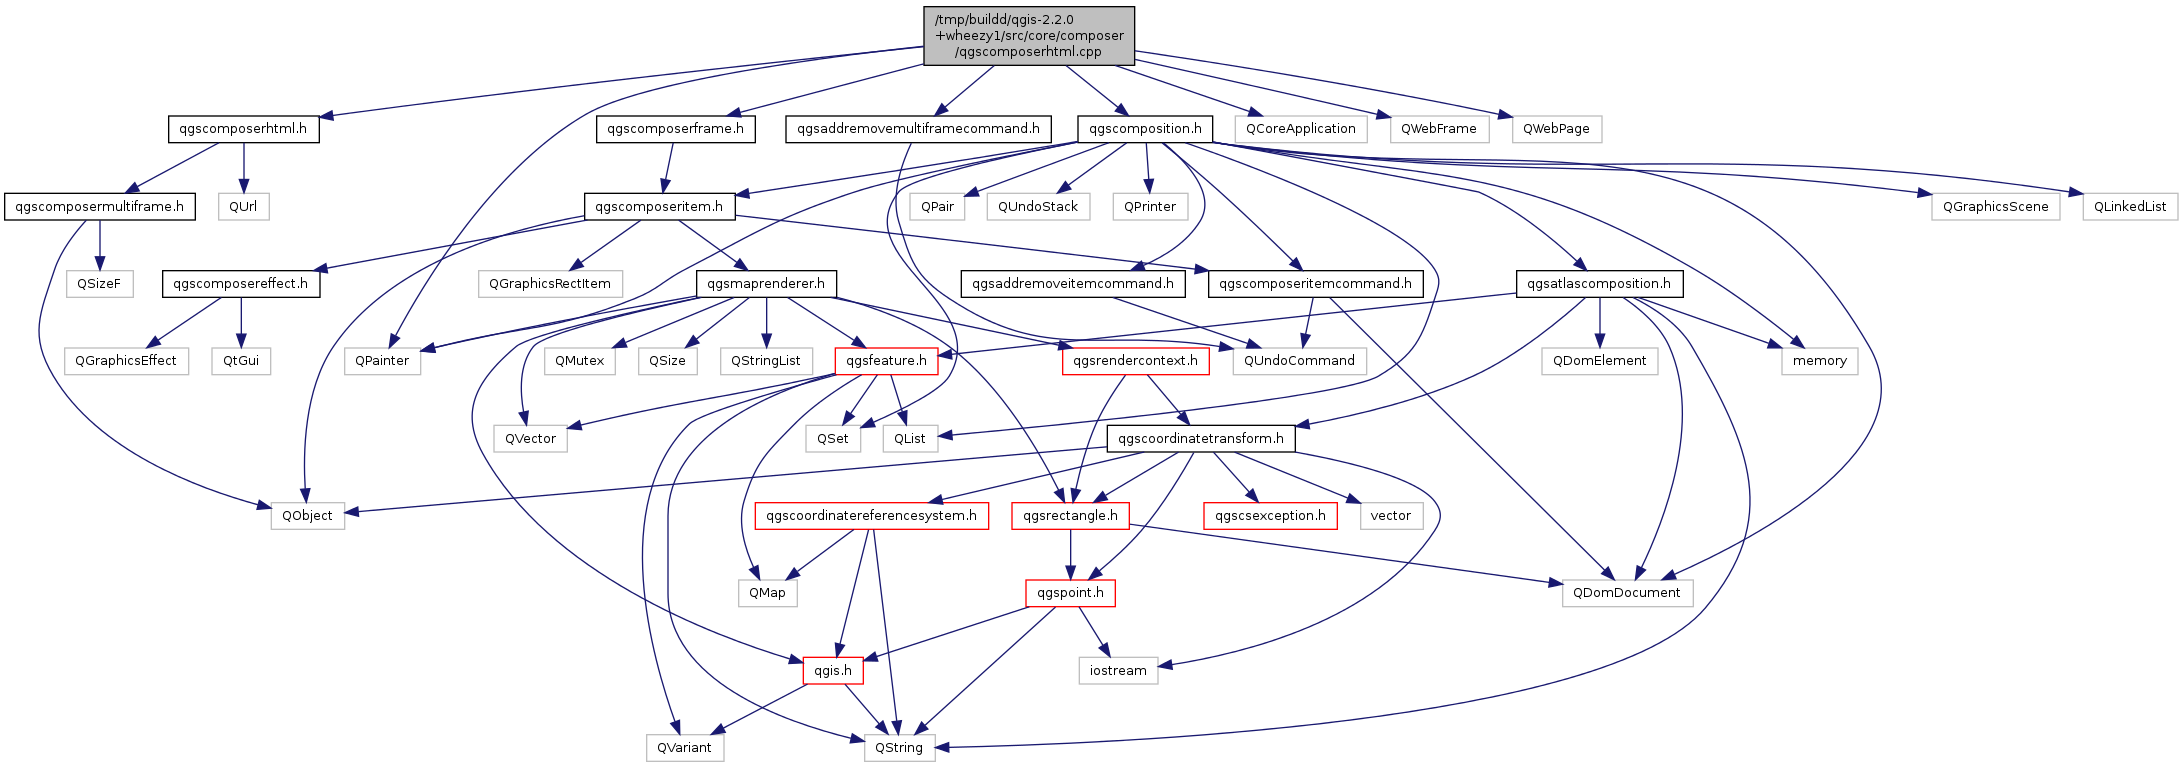 /tmp/buildd/qgis-2.2.0
+wheezy1/src/core/composer
/qgscomposerhtml.cpp
qgscomposerhtml.h
qgscomposerframe.h
qgsaddremovemultiframecommand.h
qgscomposition.h
QCoreApplication
QWebFrame
QWebPage
qgscomposermultiframe.h
QUrl
qgscomposeritem.h
QPair
QUndoStack
QPrinter
QGraphicsScene
QLinkedList
QSizeF
qgscomposereffect.h
QGraphicsRectItem
qgsmaprenderer.h
qgsaddremoveitemcommand.h
qgscomposeritemcommand.h
qgsatlascomposition.h
QGraphicsEffect
QtGui
QPainter
QMutex
QSize
QStringList
qgsfeature.h
qgsrendercontext.h
QUndoCommand
QDomElement
memory
QVector
QSet
QList
qgscoordinatetransform.h
QObject
qgscoordinatereferencesystem.h
qgsrectangle.h
qgscsexception.h
vector
QMap
qgspoint.h
QDomDocument
qgis.h
iostream
QVariant
QString